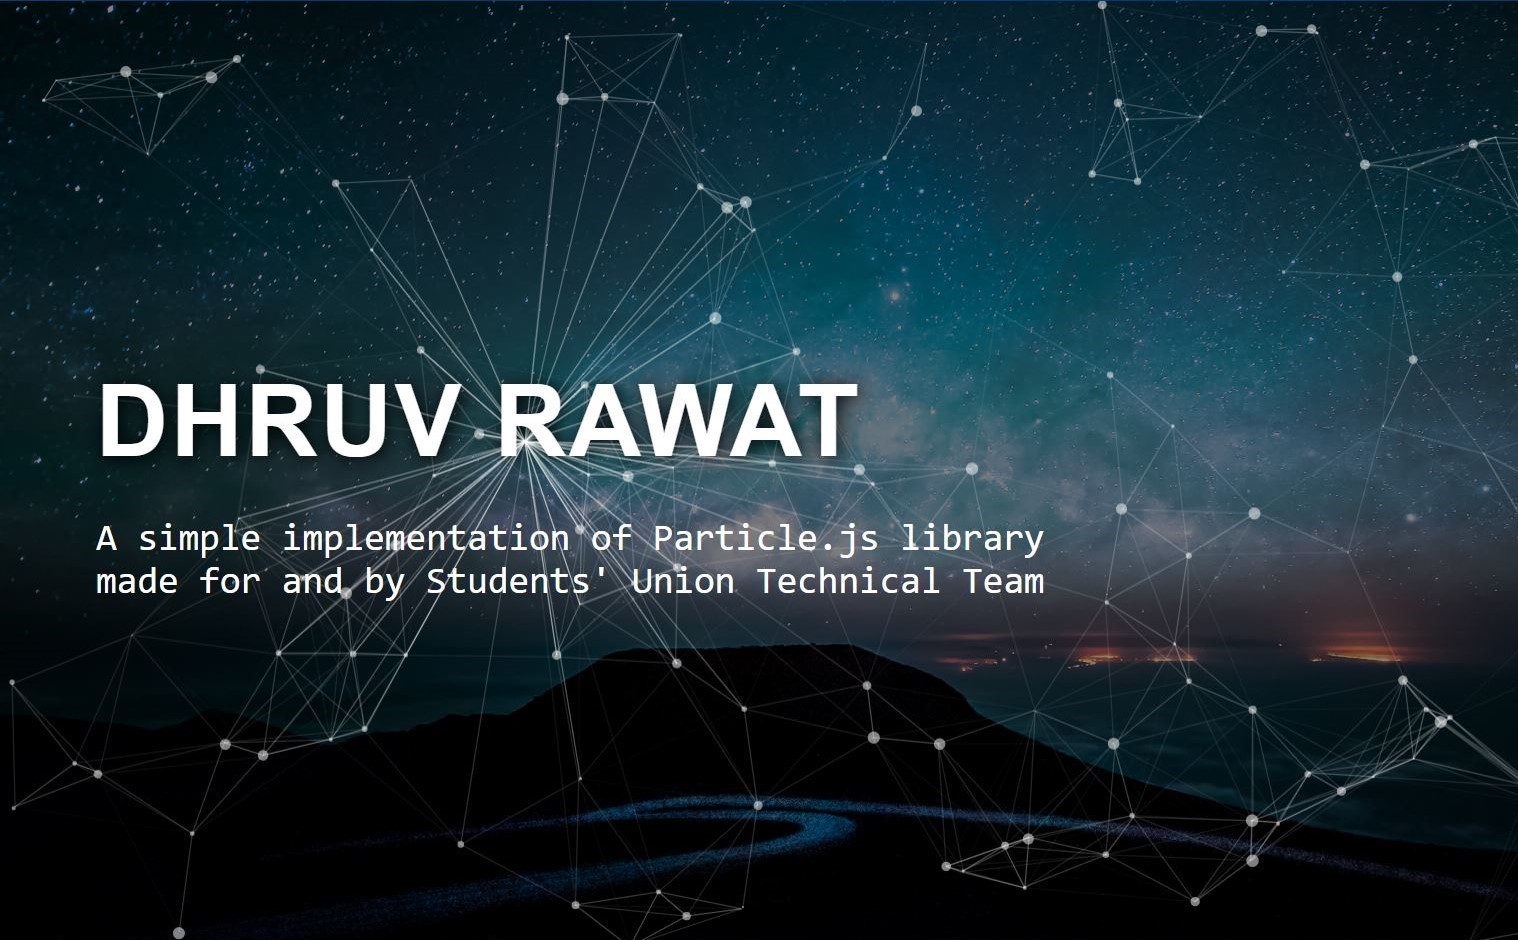 DHRUV RAWAT
A simple implementation of Particle.js library
made for and by Students' Union Technical Team